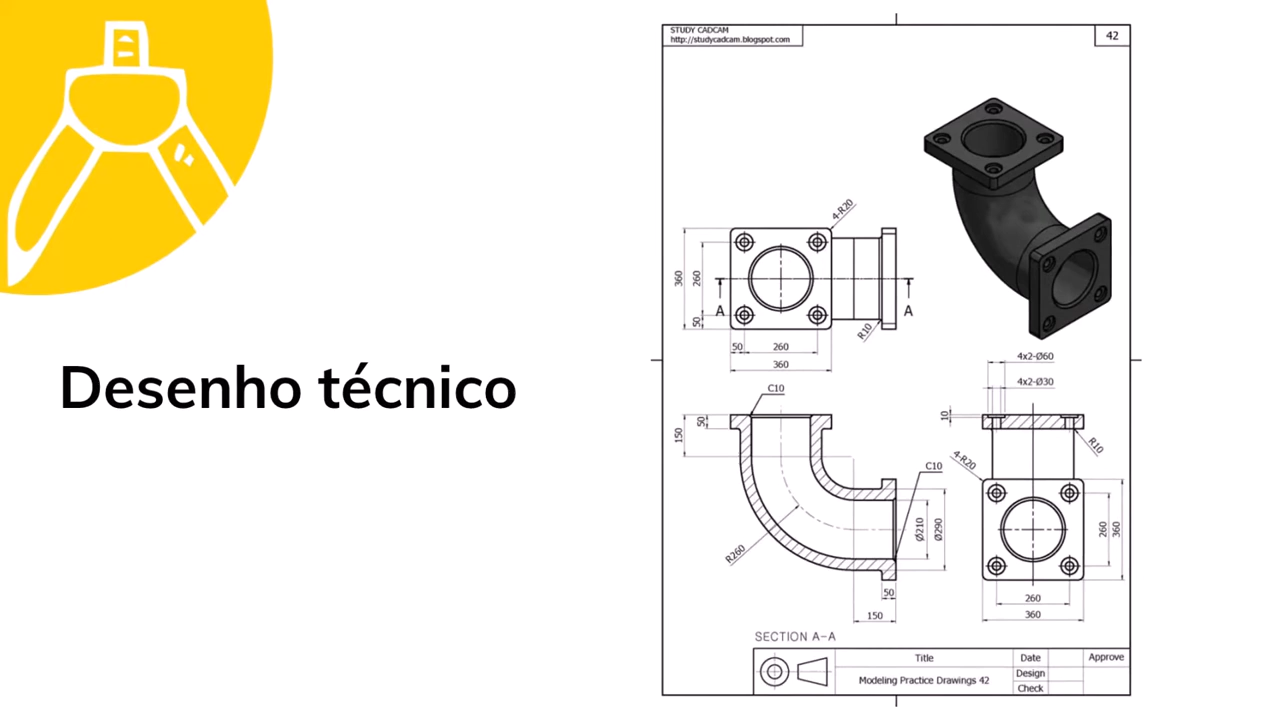 Desenho técnico
STUDY CADCAM
http://studycadcam.blogspot.com
42
4-R20
360
260
50
A
A
R10
50
260
360
4x2-Ø60
4x2-Ø30
C10
150
50
10
R10
4-R20
C10
Ø210
Ø290
R260
260
360
50
150
260
360
SECTION A-A
Title
Date
Approve
Modeling Practice Drawings 42
Design
Check